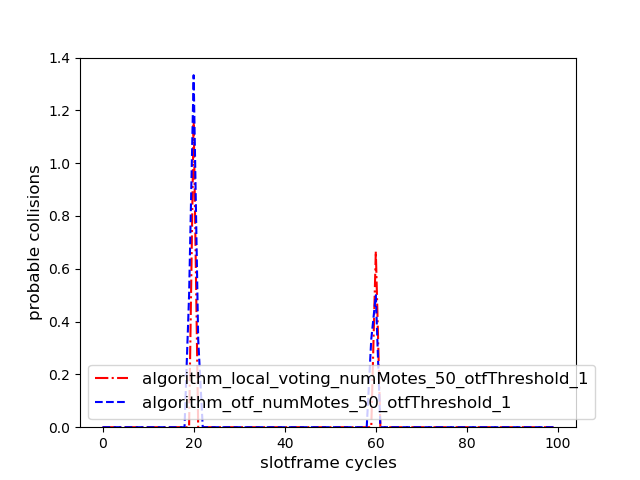 1.4
1.2
1.0
0.8
0.6
0.4
0.2
0.0
probable collisions
algorithm_local_voting_numMotes_50_otfThreshold_1
algorithm_otf_numMotes_50_otfThreshold_1
0 20 40 60 80 100
slotframe cycles